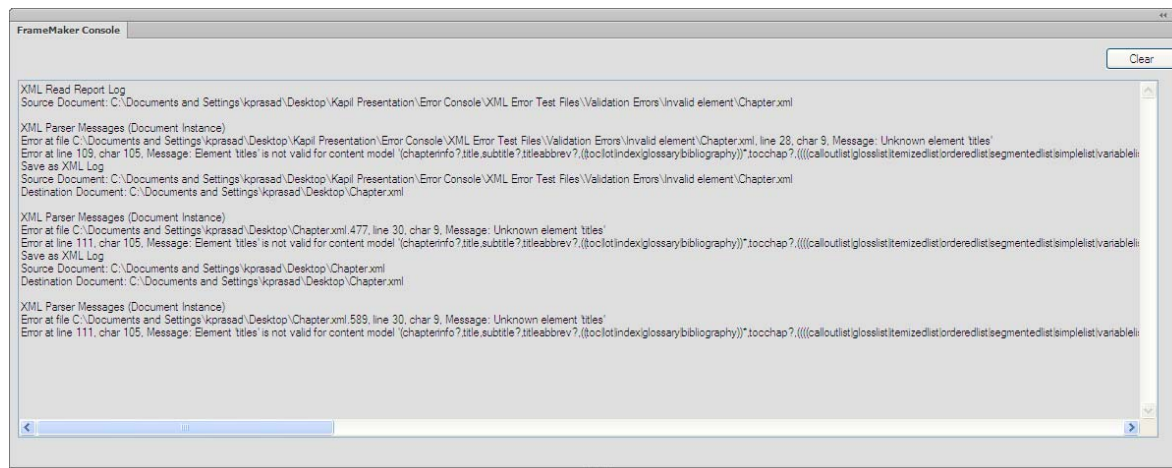 FrameMaker Console
Clear
XML Read Report Log
Source Document: C:\Documents and Settings\kprasad\Desktop\Kapil Presentation\Error Console\XML Error Test Files\Validation Errors\Invalid element\Chapter.xml
XML Parser Messages (Document Instance)
Error at file C:\Documents and Settings\kprasad\Desktop\Kapil Presentation\Error Console\XML Error Test Files\Validation Errors\Invalid element\Chapter.xml, line 28, char 9, Message: Unknown element 'titles'
Error at line 109, char 105, Message: Element 'titles' is not valid for content model '(chapterinfo?,title,subtitle?,titleabbrev?,((toc|lot|index|glossary|bibliography))*,tocchap?,((((calloutlist|glosslist|itemizedlist|orderedlist|segmentedlist|simplelist|variableli
Save as XML Log
Source Document: C:\Documents and Settings\kprasad\Desktop\Kapil Presentation\Error Console\XML Error Test Files\Validation Errors\Invalid element\Chapter.xml
Destination Document: C:\Documents and Settings\kprasad\Desktop\Chapter.xml
XML Parser Messages (Document Instance)
Error at file C:\Documents and Settings\kprasad\Desktop\Chapter.xml.477, line 30, char 9, Message: Unknown element 'titles'
Error at line 111, char 105, Message: Element 'titles' is not valid for content model '(chapterinfo?,title,subtitle?,titleabbrev?,((toc|lot|index|glossary|bibliography))*,tocchap?,((((calloutlist|glosslist|itemizedlist|orderedlist|segmentedlist|simplelist|variableli
Save as XML Log
Source Document: C:\Documents and Settings\kprasad\Desktop\Chapter.xml
Destination Document: C:\Documents and Settings\kprasad\Desktop\Chapter.xml
XML Parser Messages (Document Instance)
Error at file C:\Documents and Settings\kprasad\Desktop\Chapter.xml.589, line 30, char 9, Message: Unknown element 'titles'
Error at line 111, char 105, Message: Element 'titles' is not valid for content model '(chapterinfo?,title,subtitle?,titleabbrev?,((toc|lot|index|glossary|bibliography))*,tocchap?,((((calloutlist|glosslist|itemizedlist|orderedlist|segmentedlist|simplelist|variableli